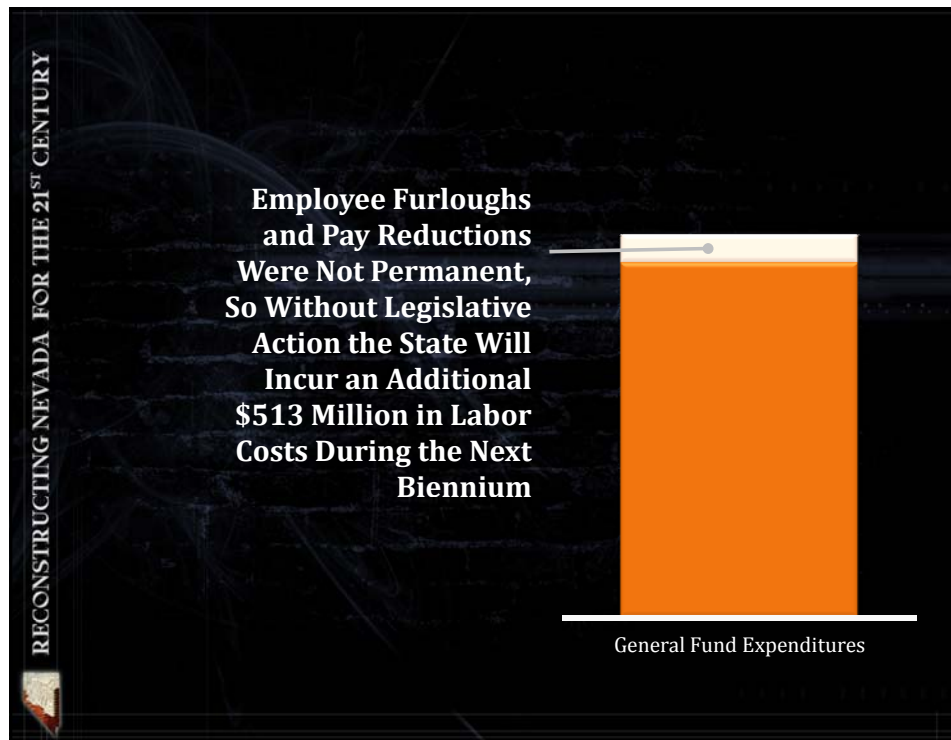 RECONSTRUCTING NEVADA FOR THE 21ST CENTURY
Employee Furloughs
and Pay Reductions
Were Not Permanent,
So Without Legislative
Action the State Will
Incur an Additional
$513 Million in Labor
Costs During the Next
Biennium
General Fund Expenditures